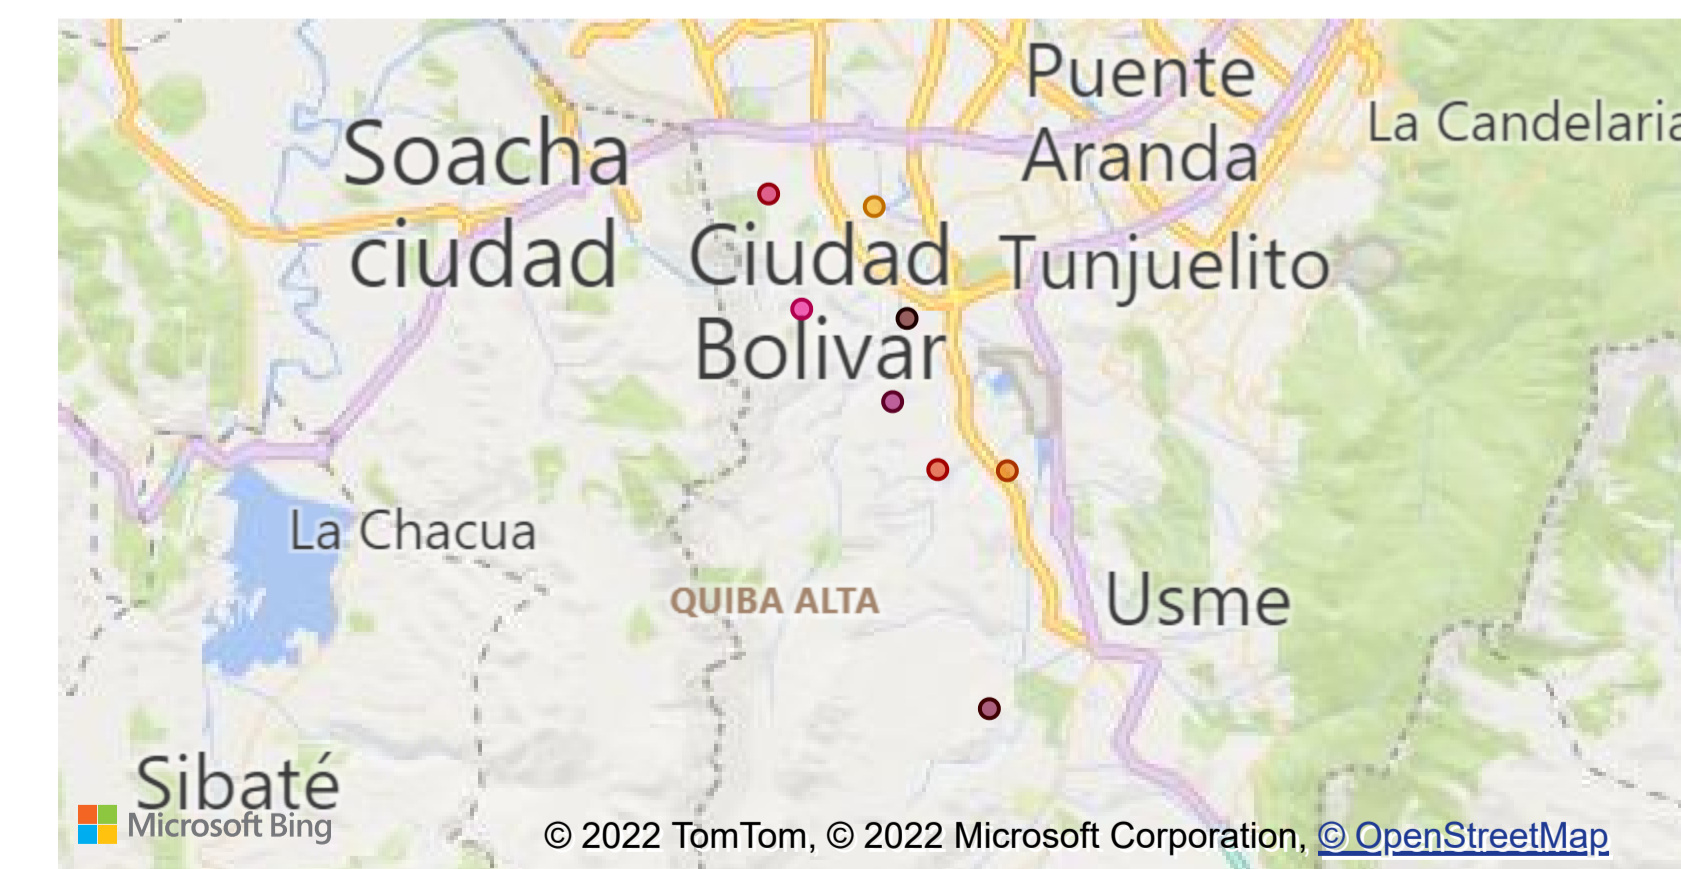 Puente
Aranda
La Candelaria
Soacha
ciudad
Ciudad
Bolivar
Tunjuelito
La Chacua
QUIBA ALTA
Usme
Sibaté
Microsoft Bing
© 2022 TomTom, © 2022 Microsoft Corporation, © OpenStreetMap